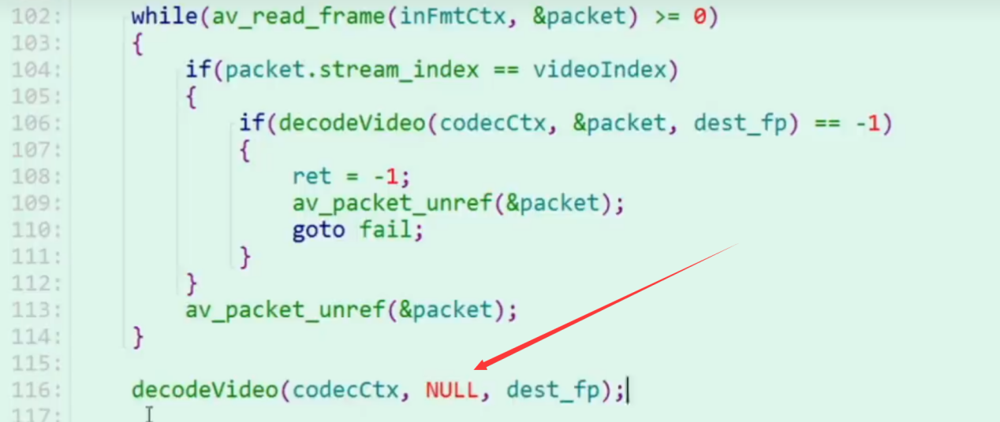 102: while(av_read_frame(inFmtCtx, &packet) >= 0)
103: {
104: if(packet.stream_index == videoIndex)
105: {
106: if(decodeVideo(codecCtx, &packet, dest_fp) == -1)
107: {
108: ret = -1;
109: av_packet_unref(&packet);
110: goto fail;
111: }
112: }
113: av_packet_unref(&packet);
114: }
115:
116: decodeVideo(codecCtx, NULL, dest_fp);
117: